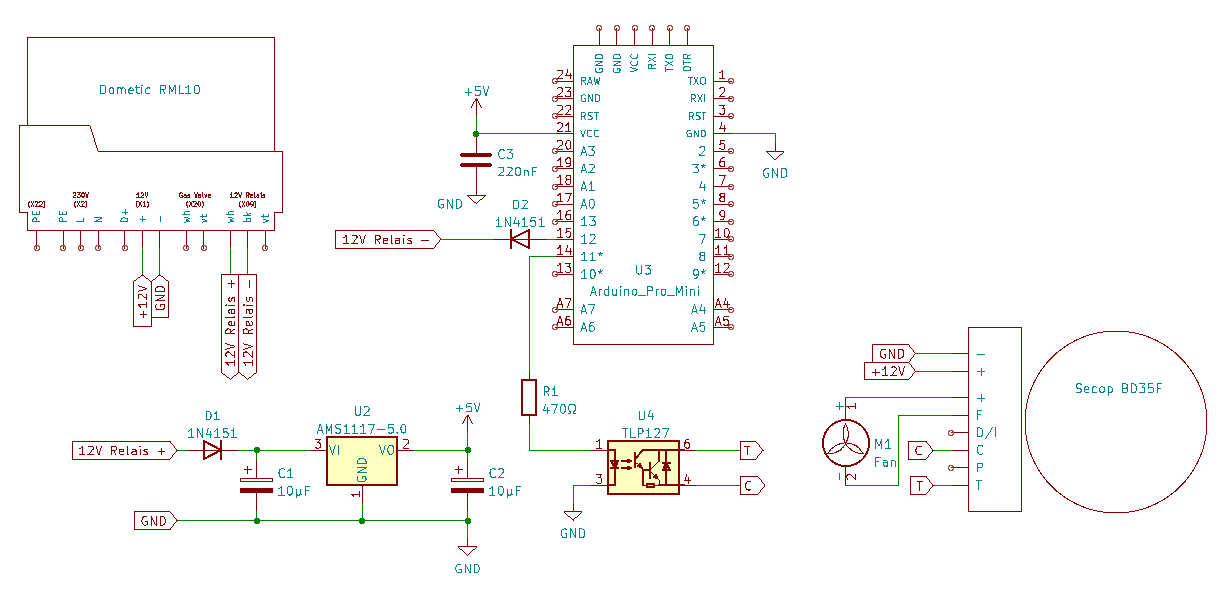 Dometic RML10
(X22)
230V
(X2)
12V
(X1)
Gas Valve
(X20)
12V Relais
(X09)
PE
PE
L
N
D+
+
-
wh
vt
wh
bk
vt
+12V
GND
12V Relais +
12V Relais -
+5V
C3
220nF
GND
D2
1N4151
12V Relais -
GND
GND
VCC
RXI
TXO
DTR
24 RAW
23 GND
22 RST
21 VCC
20 A3
19 A2
18 A1
17 A0
16 13
15 12
14 11*
13 10*
A7 A7
A6 A6
TXO 1
RXI 2
RST 3
GND 4
2 5
3* 6
4 7
5* 8
6* 9
7 10
8 11
9* 12
A4 A4
A5 A5
U3
Arduino_Pro_Mini
GND
R1
470Ω
D1
1N4151
12V Relais +
U2
AMS1117-5.0
3 VI
VO 2
GND
1
+5V
+
C1
10µF
+
C2
10µF
GND
GND
U4
TLP127
1
3
6
4
T
C
GND
GND
+12V
-
+
+
F
D/I
C
P
T
Secop BD35F
+
1
M1
Fan
-
2
C
T